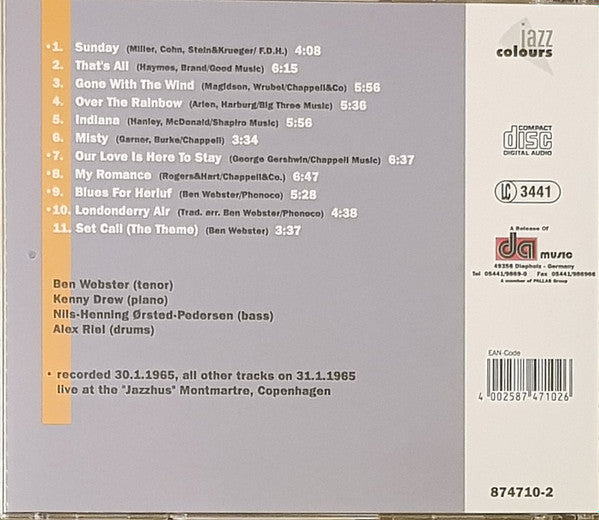 •1. Sunday (Miller, Cohn, Stein&Krueger/ F.D.H.) 4:08
2. That's All (Haymes, Brand/Good Music) 6:15
3. Gone With The Wind (Magidson, Wrubel/Chappell&Co) 5:56
4. Over The Rainbow (Arlen, Harburg/Big Three Music) 5:36
5. Indiana (Hanley, McDonald/Shapiro Music) 5:56
6. Misty (Garner, Burke/Chappell) 3:34
•7. Our Love Is Here To Stay (George Gershwin/Chappell Music) 6:37
•8. My Romance (Rogers&Hart/Chappell&Co.) 6:47
•9. Blues For Herluf (Ben Webster/Phonoco) 5:28
•10. Londonderry Air (Trad. arr. Ben Webster/Phonoco) 4:38
11. Set Call (The Theme) (Ben Webster) 3:37
Ben Webster (tenor)
Kenny Drew (piano)
Nils-Henning Ørsted-Pedersen (bass)
Alex Riel (drums)
• recorded 30.1.1965, all other tracks on 31.1.1965
live at the "Jazzhus" Montmartre, Copenhagen
jazz
colours
COMPACT
disc
DIGITAL AUDIO
LC 3441
A Release Of
da music
49356 Diepholz - Germany
Tel 05441/9869-0 Fax 05441/986966
A member of PALLAS Group
EAN-Code
4 002587 471026
874710-2